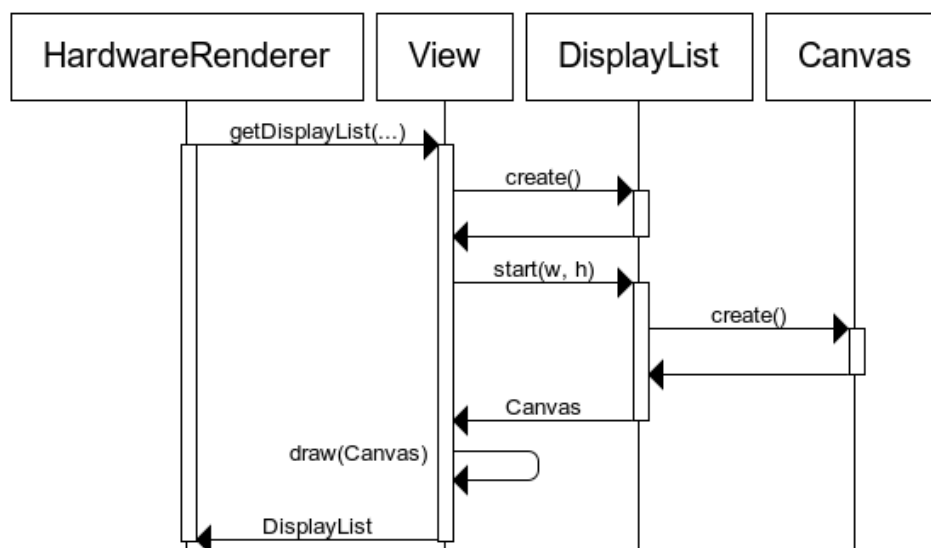 HardwareRenderer
View
DisplayList
Canvas
getDisplayList(...)
create()
start(w, h)
create()
Canvas
draw(Canvas)
DisplayList